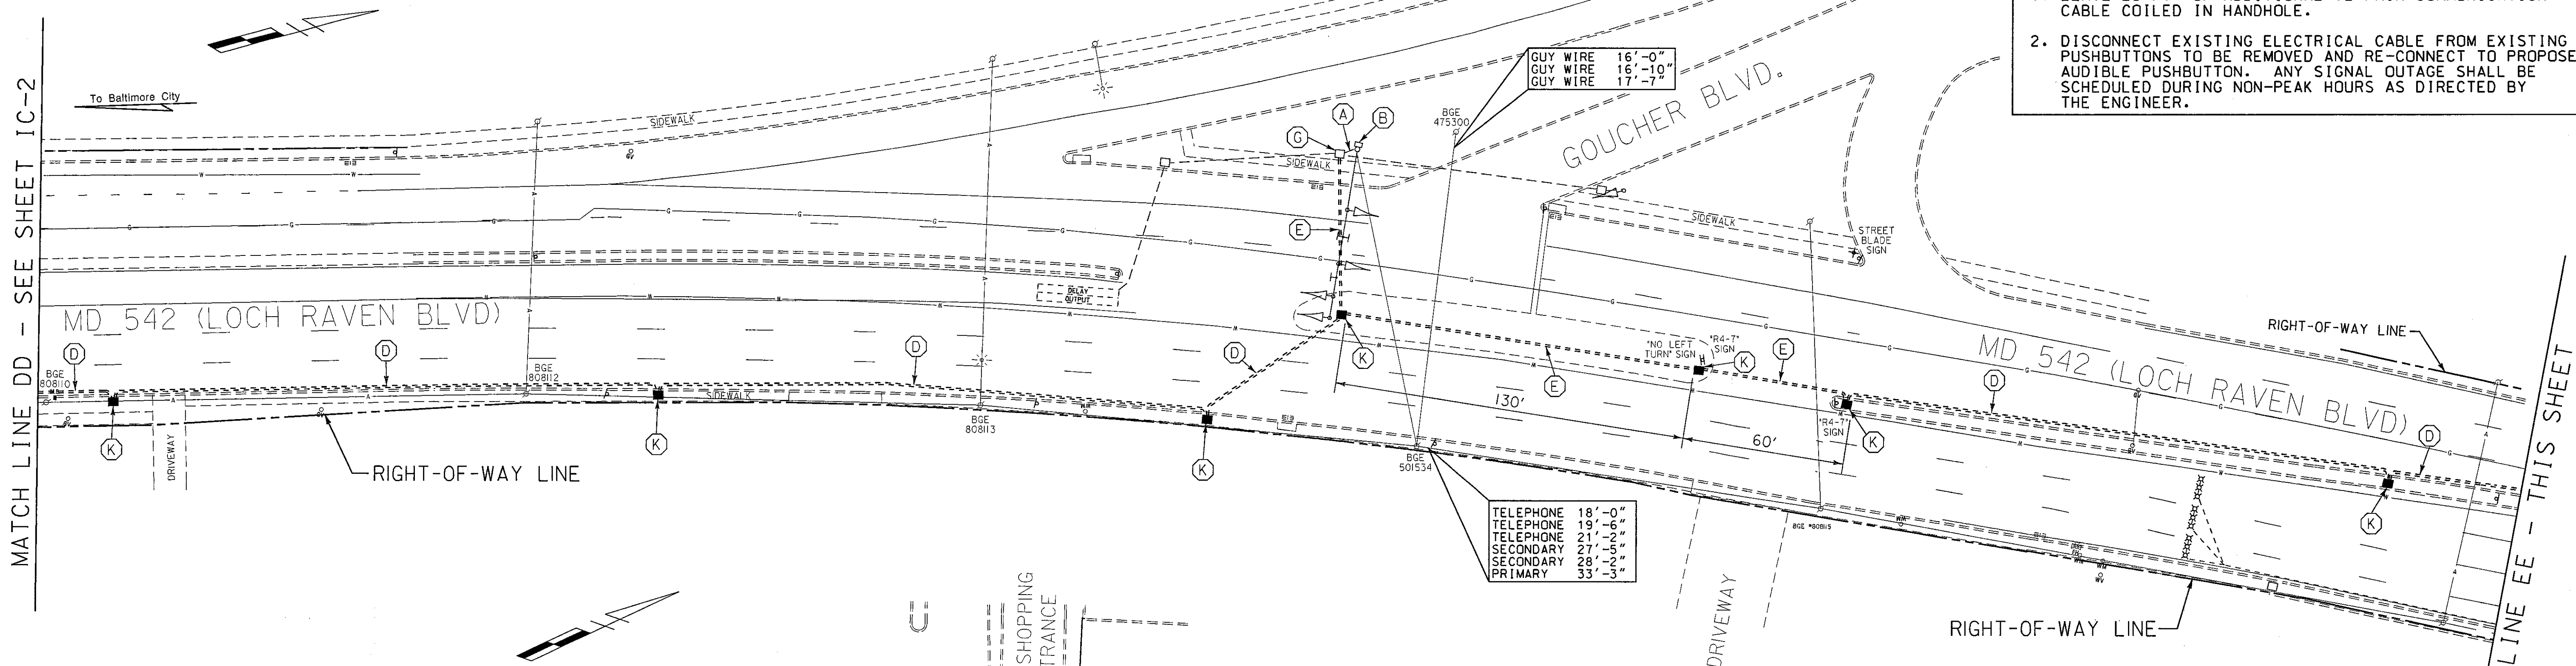 CABLE COILED IN HANDHOLE.
2. DISCONNECT EXISTING ELECTRICAL CABLE FROM EXISTING
PUSHBUTTONS TO BE REMOVED AND RE-CONNECT TO PROPOSE
AUDIBLE PUSHBUTTON. ANY SIGNAL OUTAGE SHALL BE
SCHEDULED DURING NON-PEAK HOURS AS DIRECTED BY
THE ENGINEER.
MATCH LINE DD - SEE SHEET IC-2
To Baltimore City
SIDEWALK
GUY WIRE 16'-0"
GUY WIRE 16'-10"
GUY WIRE 17'-7"
BGE
475300
GOUCHER BLVD.
A
B
G
SIDEWALK
E
SIDEWALK
STREET
BLADE
SIGN
DELAY
OUTPUT
MD 542 (LOCH RAVEN BLVD)
RIGHT-OF-WAY LINE
MD 542 (LOCH RAVEN BLVD)
"NO LEFT
TURN" SIGN
"R4-7"
SIGN
K
E
D
D
D
D
K
E
D
BGE
808110
BGE
808112
SIDEWALK
K
K
BGE
808113
K
130'
60'
"R4-7"
SIGN
K
D
K
DRIVEWAY
RIGHT-OF-WAY LINE
BGE
501534
TELEPHONE 18'-0"
TELEPHONE 19'-6"
TELEPHONE 21'-2"
SECONDARY 27'-5"
SECONDARY 28'-2"
PRIMARY 33'-3"
BGE #808115
SHOPPING
TRANCE
DRIVEWAY
RIGHT-OF-WAY LINE
LINE EE - THIS SHEET